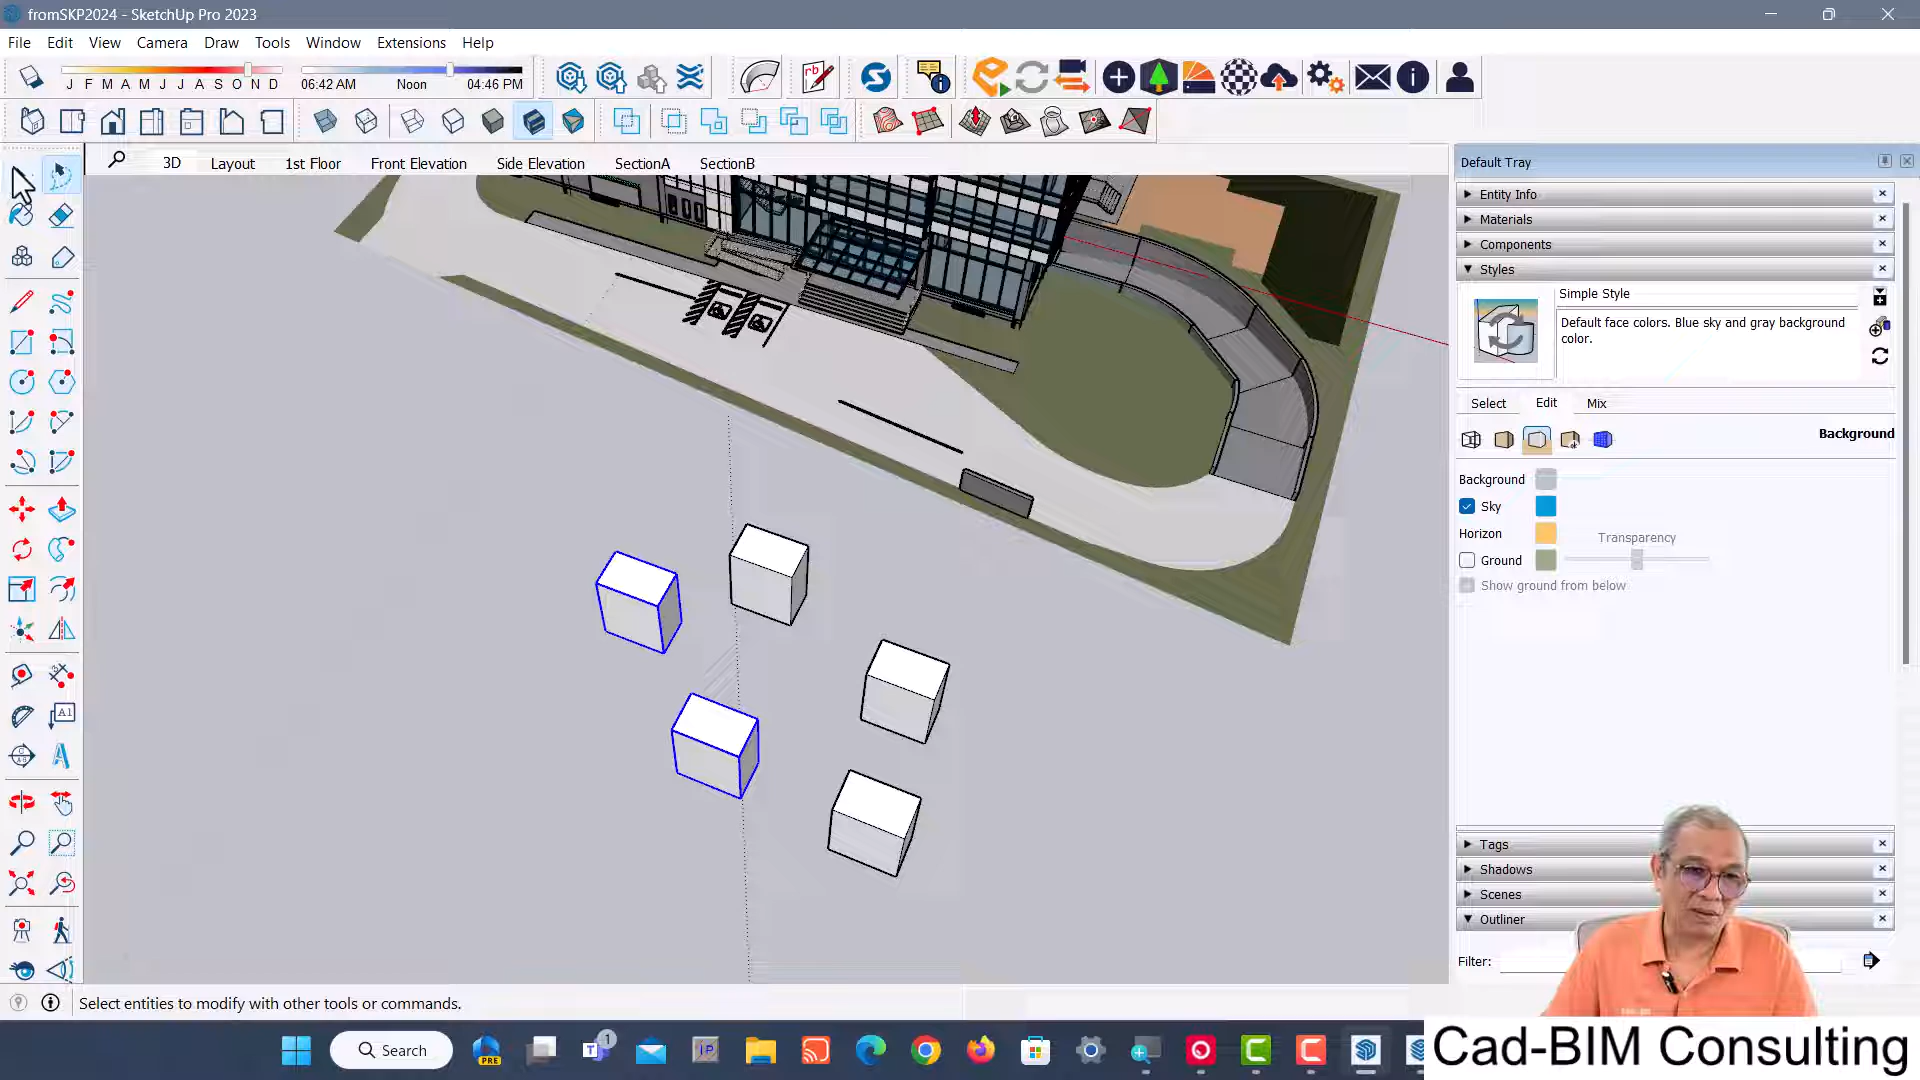 fromSKP2024 - SketchUp Pro 2023
File Edit View Camera Draw Tools Window Extensions Help
J F M A M J J A S O N D
06:42 AM Noon 04:46 PM
3D Layout 1st Floor Front Elevation Side Elevation SectionA SectionB
Default Tray
Entity Info
Materials
Components
Styles
Simple Style
Default face colors. Blue sky and gray background
color.
Select Edit Mix
Background
Background
Sky
Horizon
Transparency
Ground
Show ground from below
Tags
Shadows
Scenes
Outliner
Filter:
Select entities to modify with other tools or commands.
Search
PRE
1
Cad-BIM Consulting